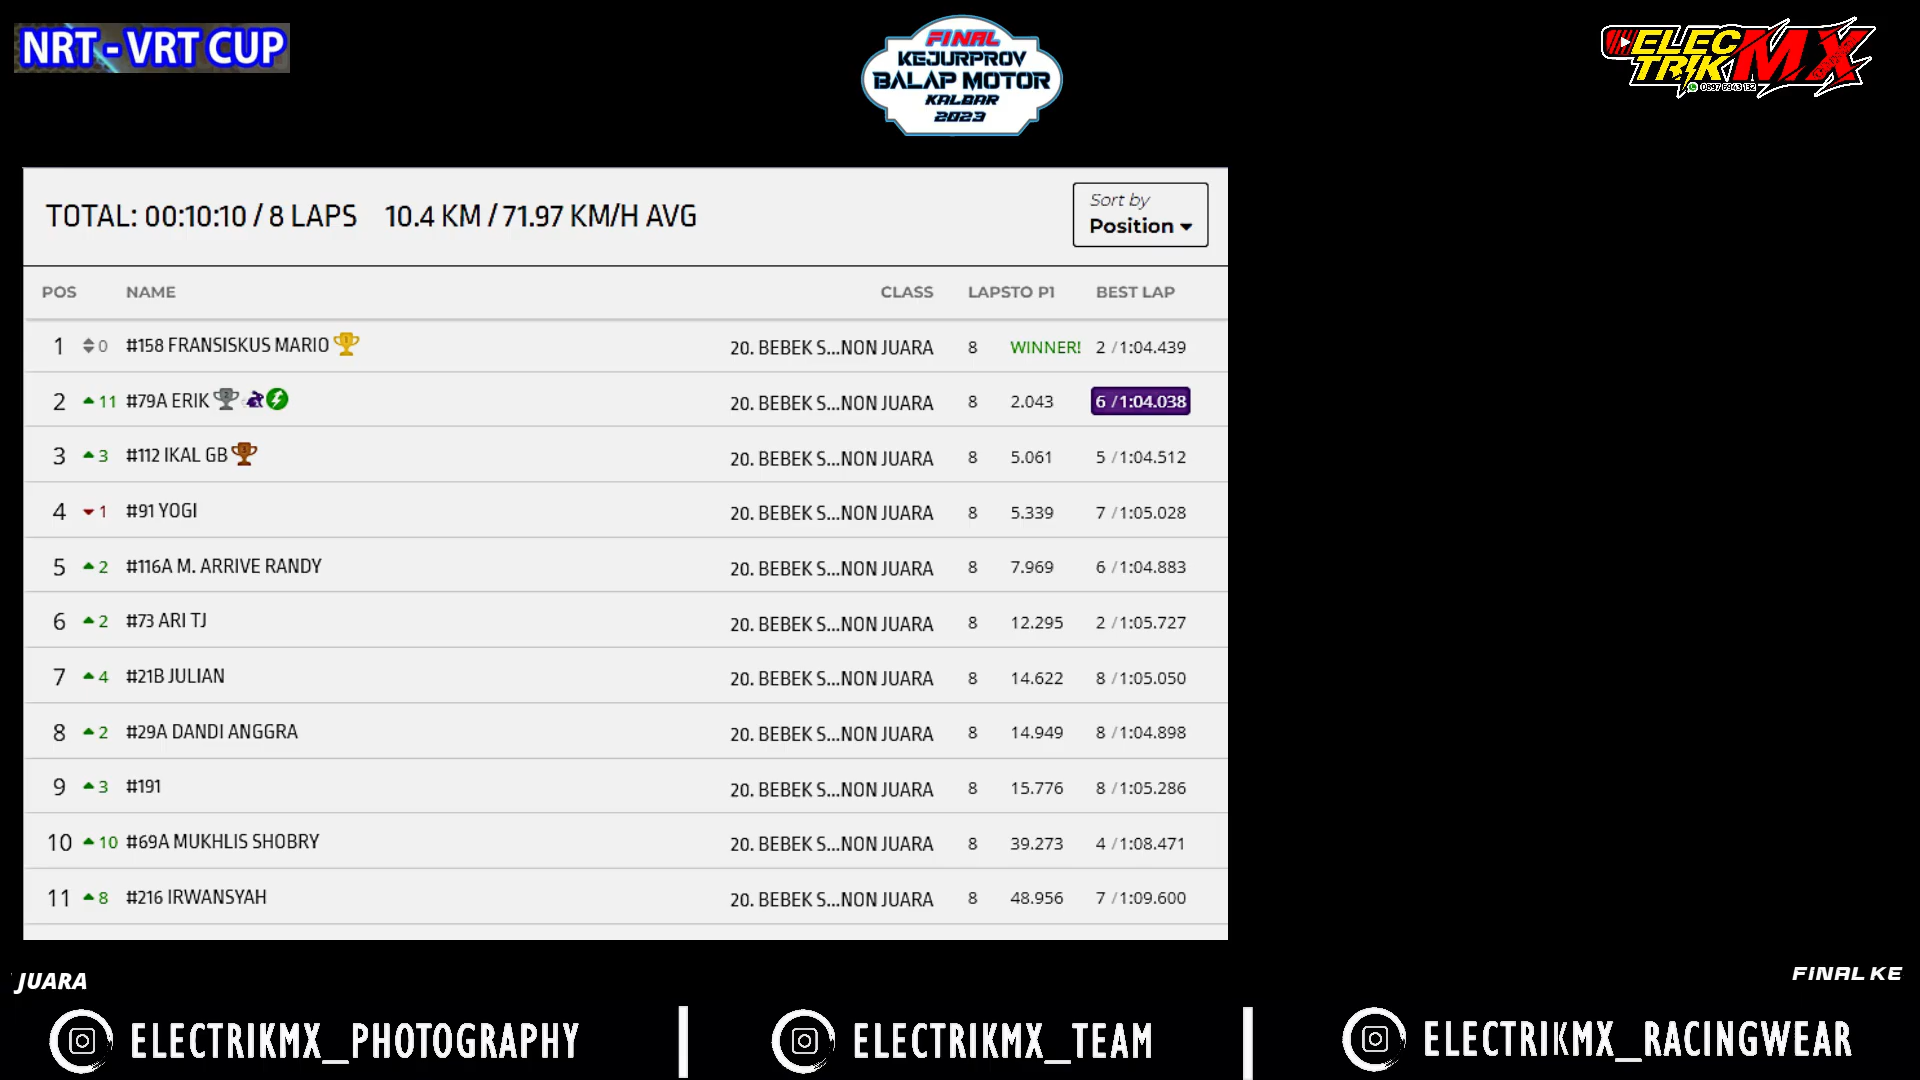 NRT - VRT CUP
FINAL
KEJURPROV
BALAP MOTOR
KALBAR
2023
ELEC
TRIK MX
0897 6943 132
TOTAL: 00:10:10 / 8 LAPS 10.4 KM / 71.97 KM/H AVG
Sort by
Position
POS NAME CLASS LAPS TO P1 BEST LAP
1 0 #158 FRANSISKUS MARIO 20. BEBEK S...NON JUARA 8 WINNER! 2 / 1:04.439
2 11 #79A ERIK 20. BEBEK S...NON JUARA 8 2.043 6 / 1:04.038
3 3 #112 IKAL GB 20. BEBEK S...NON JUARA 8 5.061 5 / 1:04.512
4 1 #91 YOGI 20. BEBEK S...NON JUARA 8 5.339 7 / 1:05.028
5 2 #116A M. ARRIVE RANDY 20. BEBEK S...NON JUARA 8 7.969 6 / 1:04.883
6 2 #73 ARI TJ 20. BEBEK S...NON JUARA 8 12.295 2 / 1:05.727
7 4 #21B JULIAN 20. BEBEK S...NON JUARA 8 14.622 8 / 1:05.050
8 2 #29A DANDI ANGGRA 20. BEBEK S...NON JUARA 8 14.949 8 / 1:04.898
9 3 #191 20. BEBEK S...NON JUARA 8 15.776 8 / 1:05.286
10 10 #69A MUKHLIS SHOBRY 20. BEBEK S...NON JUARA 8 39.273 4 / 1:08.471
11 8 #216 IRWANSYAH 20. BEBEK S...NON JUARA 8 48.956 7 / 1:09.600
JUARA
FINAL KE
ELECTRIKMX_PHOTOGRAPHY
ELECTRIKMX_TEAM
ELECTRIKMX_RACINGWEAR